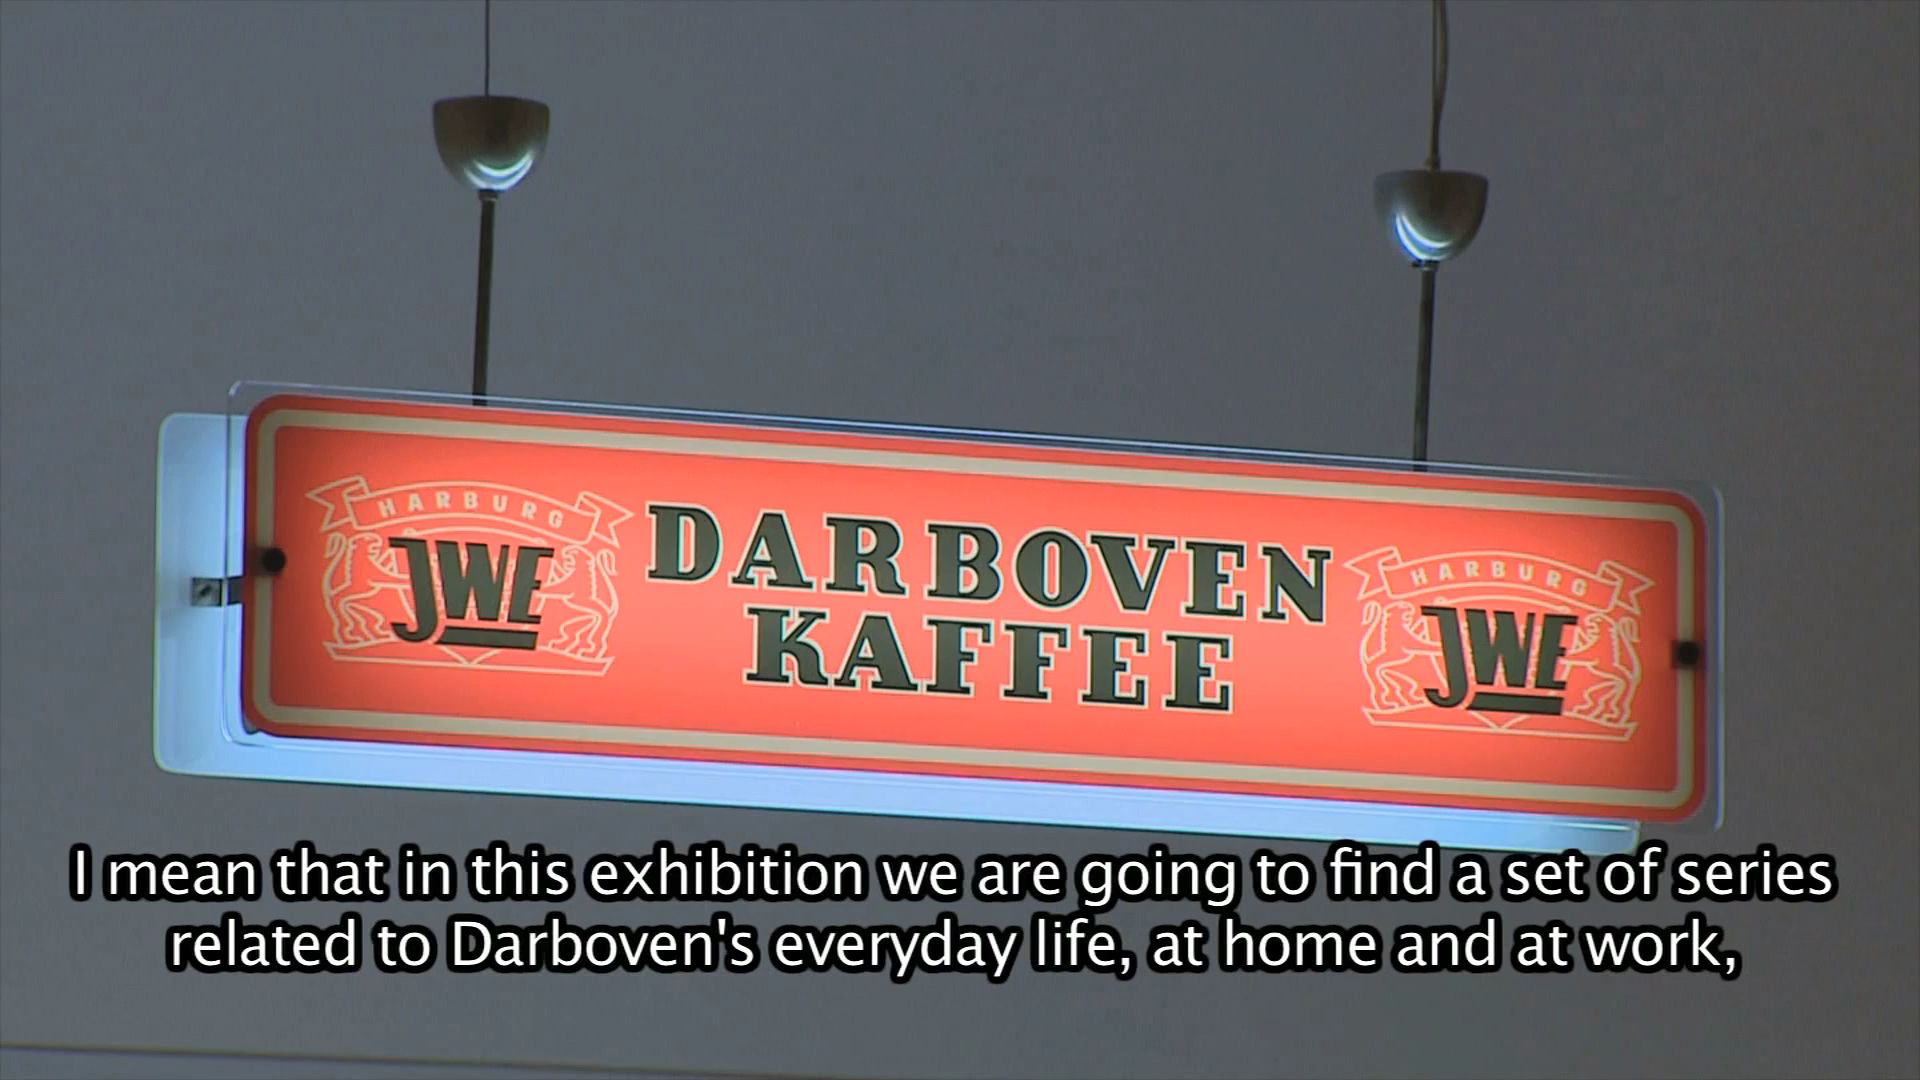 HARBURG
JWE
DARBOVEN
KAFFEE
HARBURG
JWE
I mean that in this exhibition we are going to find a set of series
related to Darboven's everyday life, at home and at work,